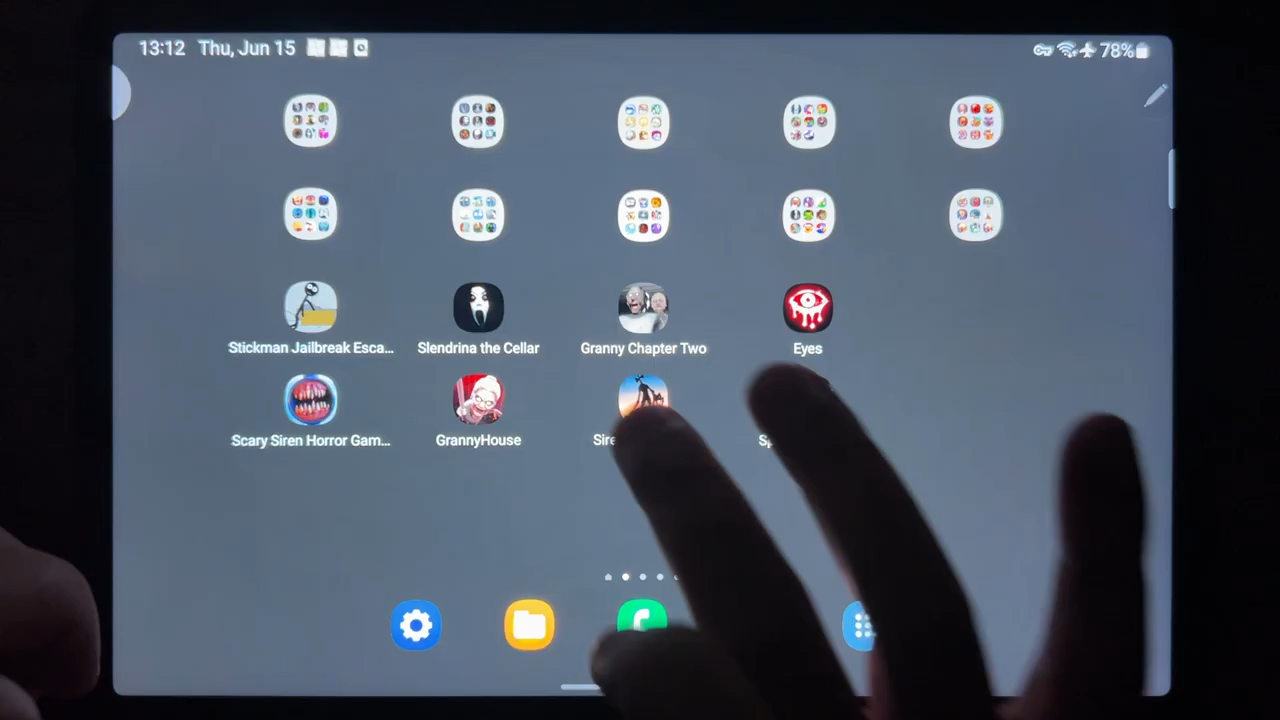 13:12 Thu, Jun 15 78%
Stickman Jailbreak Esca... Slendrina the Cellar Granny Chapter Two Eyes
Scary Siren Horror Gam... GrannyHouse